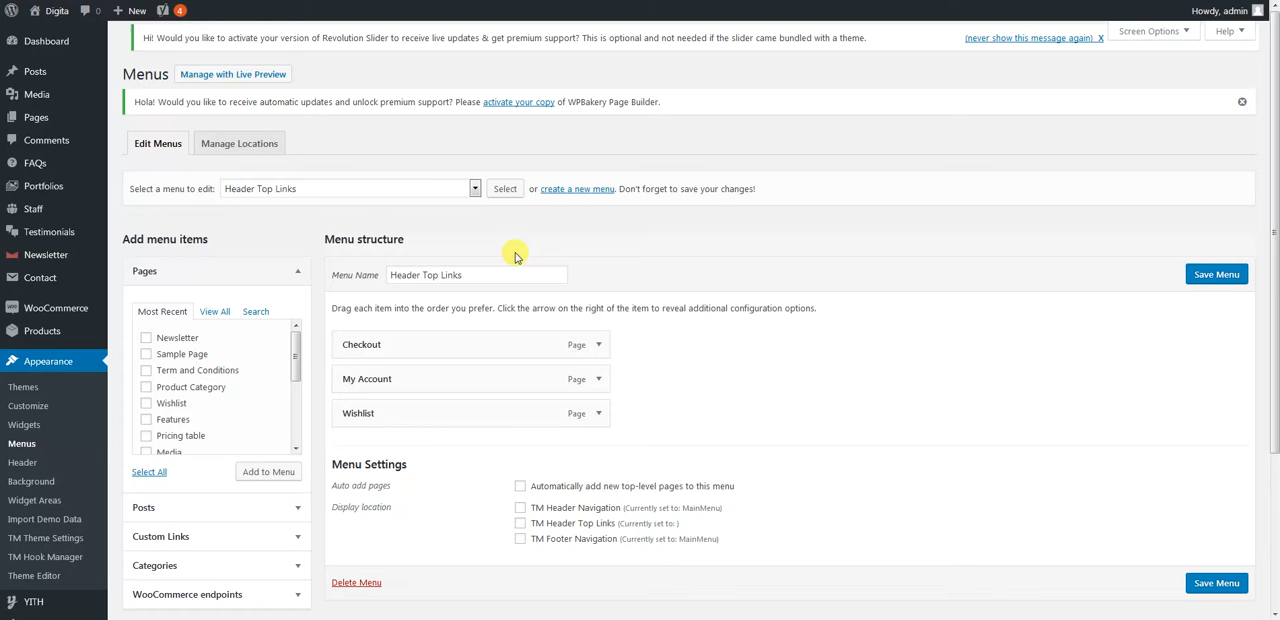 Digita 0 New 4 Howdy, admin
Hi! Would you like to activate your version of Revolution Slider to receive live updates & get premium support? This is optional and not needed if the slider came bundled with a theme. (never show this message again) X
Screen Options Help
Menus Manage with Live Preview
Hola! Would you like to receive automatic updates and unlock premium support? Please activate your copy of WPBakery Page Builder.
Edit Menus Manage Locations
Select a menu to edit: Header Top Links Select or create a new menu. Don't forget to save your changes!
Dashboard
Posts
Media
Pages
Comments
FAQs
Portfolios
Staff
Testimonials
Newsletter
Contact
WooCommerce
Products
Appearance
Themes
Customize
Widgets
Menus
Header
Background
Widget Areas
Import Demo Data
TM Theme Settings
TM Hook Manager
Theme Editor
YITH
Add menu items
Pages
Most Recent View All Search
Newsletter
Sample Page
Term and Conditions
Product Category
Wishlist
Features
Pricing table
Media
Select All Add to Menu
Posts
Custom Links
Categories
WooCommerce endpoints
Menu structure
Menu Name Header Top Links Save Menu
Drag each item into the order you prefer. Click the arrow on the right of the item to reveal additional configuration options.
Checkout Page
My Account Page
Wishlist Page
Menu Settings
Auto add pages Automatically add new top-level pages to this menu
Display location TM Header Navigation (Currently set to: MainMenu)
TM Header Top Links (Currently set to: )
TM Footer Navigation (Currently set to: MainMenu)
Delete Menu Save Menu